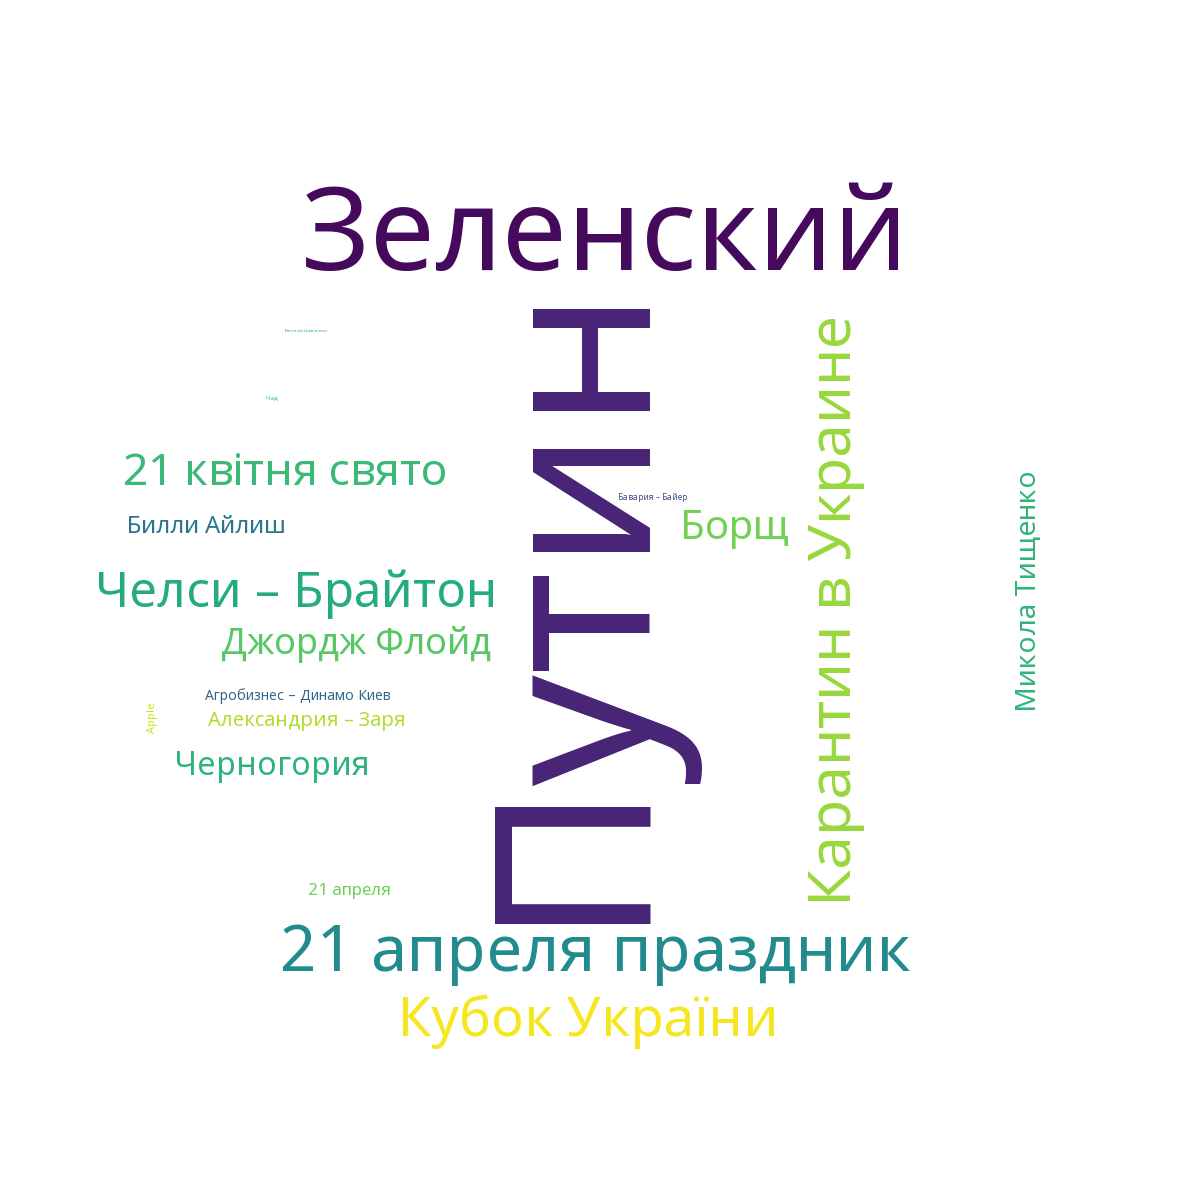 Зеленский
Путин
Карантин в Украине
Чад
21 квітня свято
Билли Айлиш
Бавария – Байер
Борщ
Микола Тищенко
Челси – Брайтон
Джордж Флойд
Агробизнес – Динамо Киев
Apple
Александрия – Заря
Черногория
21 апреля
21 апреля праздник
Кубок України